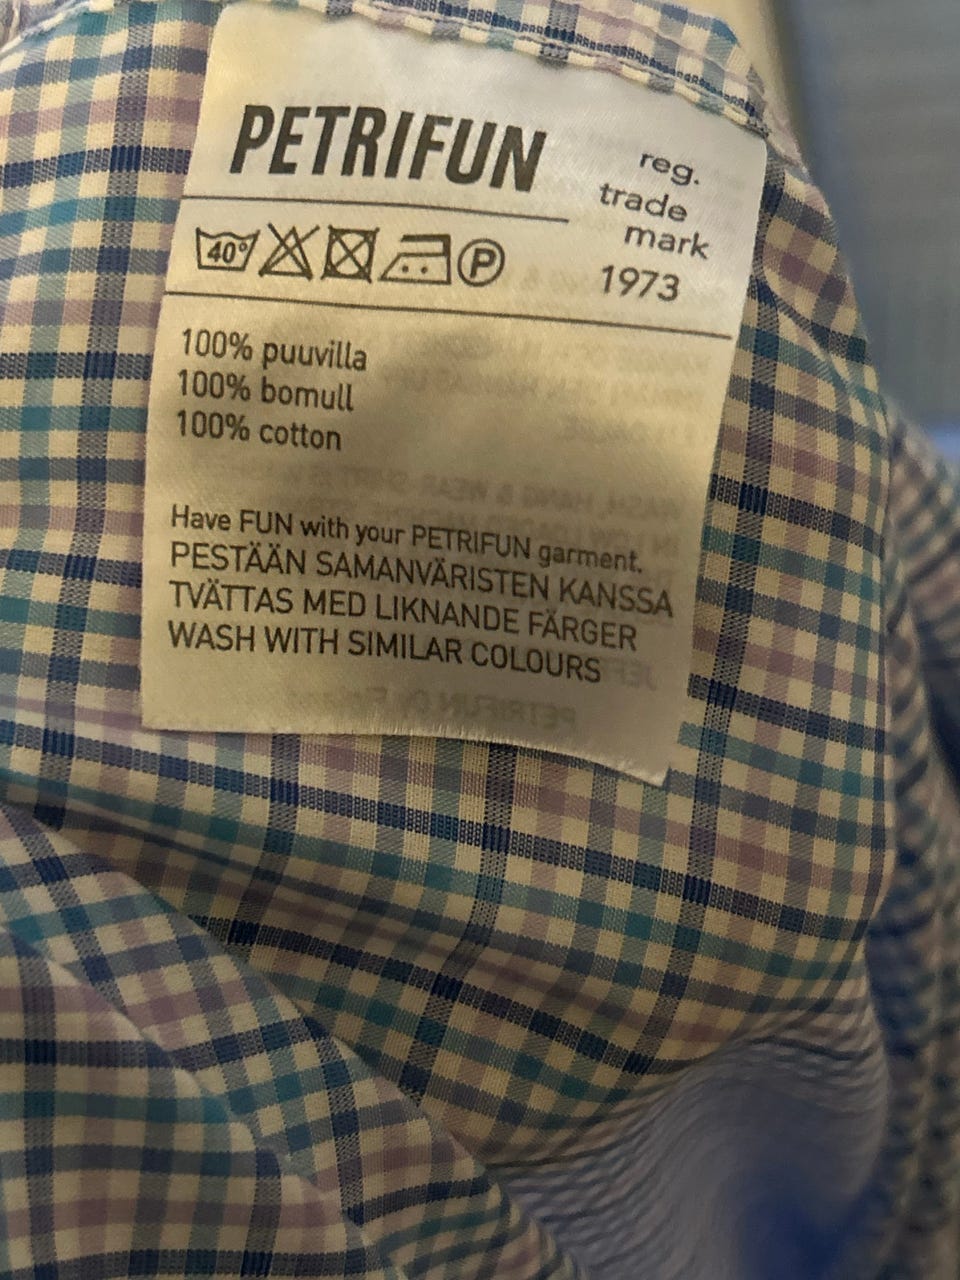 PETRIFUN
reg.
trade
mark
1973
40°
P
100% puuvilla
100% bomull
100% cotton
Have FUN with your PETRIFUN garment.
PESTÄÄN SAMANVÄRISTEN KANSSA
TVÄTTAS MED LIKNANDE FÄRGER
WASH WITH SIMILAR COLOURS